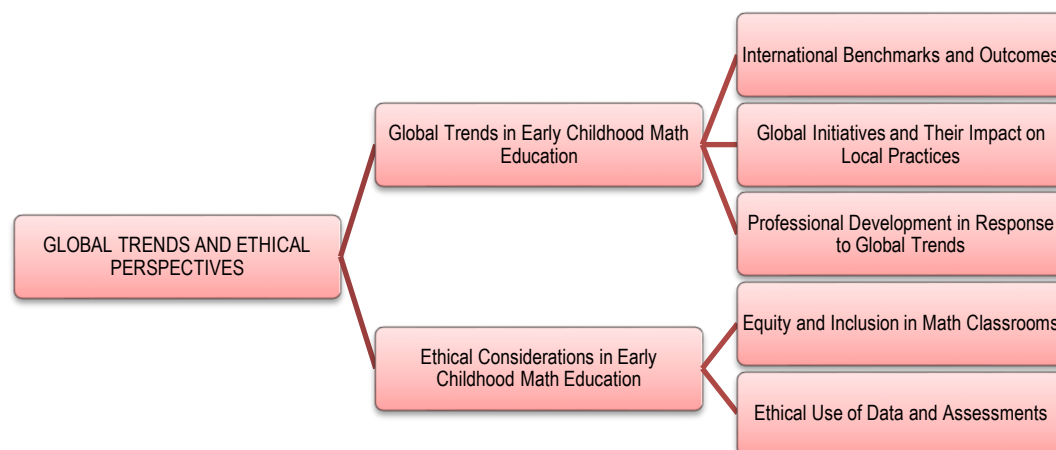 GLOBAL TRENDS AND ETHICAL
PERSPECTIVES
Global Trends in Early Childhood Math
Education
International Benchmarks and Outcomes
Global Initiatives and Their Impact on
Local Practices
Professional Development in Response
to Global Trends
Ethical Considerations in Early
Childhood Math Education
Equity and Inclusion in Math Classrooms
Ethical Use of Data and Assessments